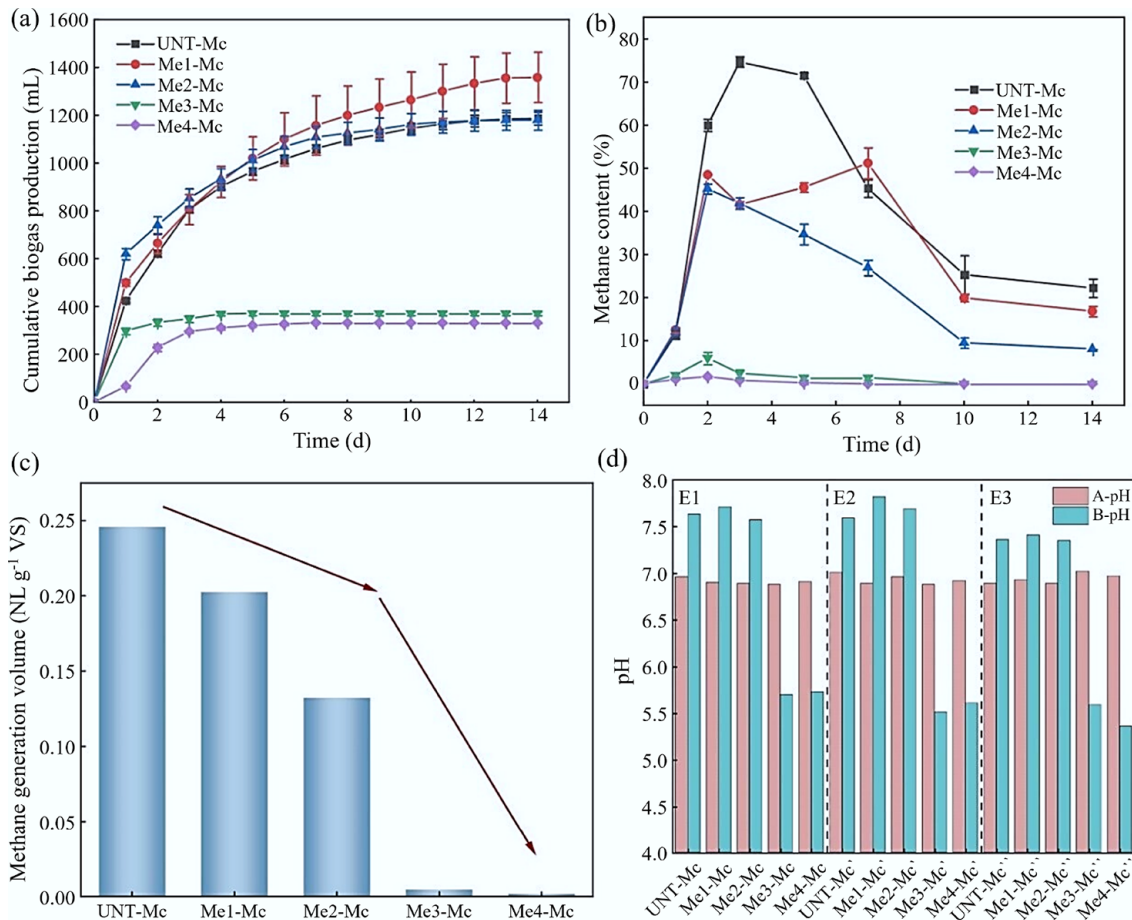 (a)
1600
1400
1200
1000
800
600
400
200
0
Cumulative biogas production (mL)
UNT-Mc
Me1-Mc
Me2-Mc
Me3-Mc
Me4-Mc
0 2 4 6 8 10 12 14
Time (d)
(b)
80
70
60
50
40
30
20
10
0
Methane content (%)
UNT-Mc
Me1-Mc
Me2-Mc
Me3-Mc
Me4-Mc
0 2 4 6 8 10 12 14
Time (d)
(c)
0.25
0.20
0.15
0.10
0.05
0.00
Methane generation volume (NL g⁻¹ VS)
UNT-Mc Me1-Mc Me2-Mc Me3-Mc Me4-Mc
(d)
8.0
7.5
7.0
6.5
6.0
5.5
5.0
4.5
4.0
pH
E1 E2 E3
A-pH
B-pH
UNT-Mc
Me1-Mc
Me2-Mc
Me3-Mc
Me4-Mc
UNT-Mc`
Me1-Mc`
Me2-Mc`
Me3-Mc`
Me4-Mc`
UNT-Mc``
Me1-Mc``
Me2-Mc``
Me3-Mc``
Me4-Mc``